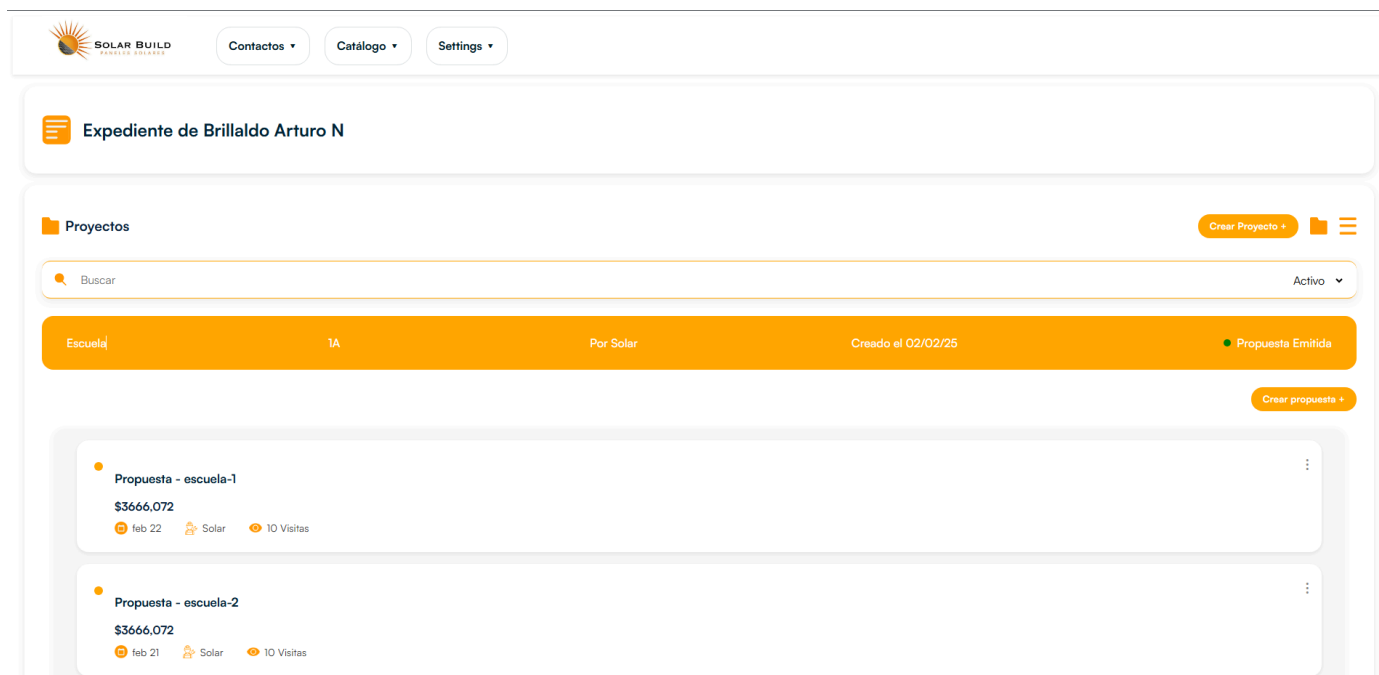 SOLAR BUILD
PANELES SOLARES
Contactos ▼
Catálogo ▼
Settings ▼
Expediente de Brillaldo Arturo N
Proyectos
Crear Proyecto +
Buscar
Activo
Escuela 1A Por Solar Creado el 02/02/25 Propuesta Emitida
Crear propuesta +
Propuesta - escuela-1
$3666,072
feb 22 Solar 10 Visitas
Propuesta - escuela-2
$3666,072
feb 21 Solar 10 Visitas